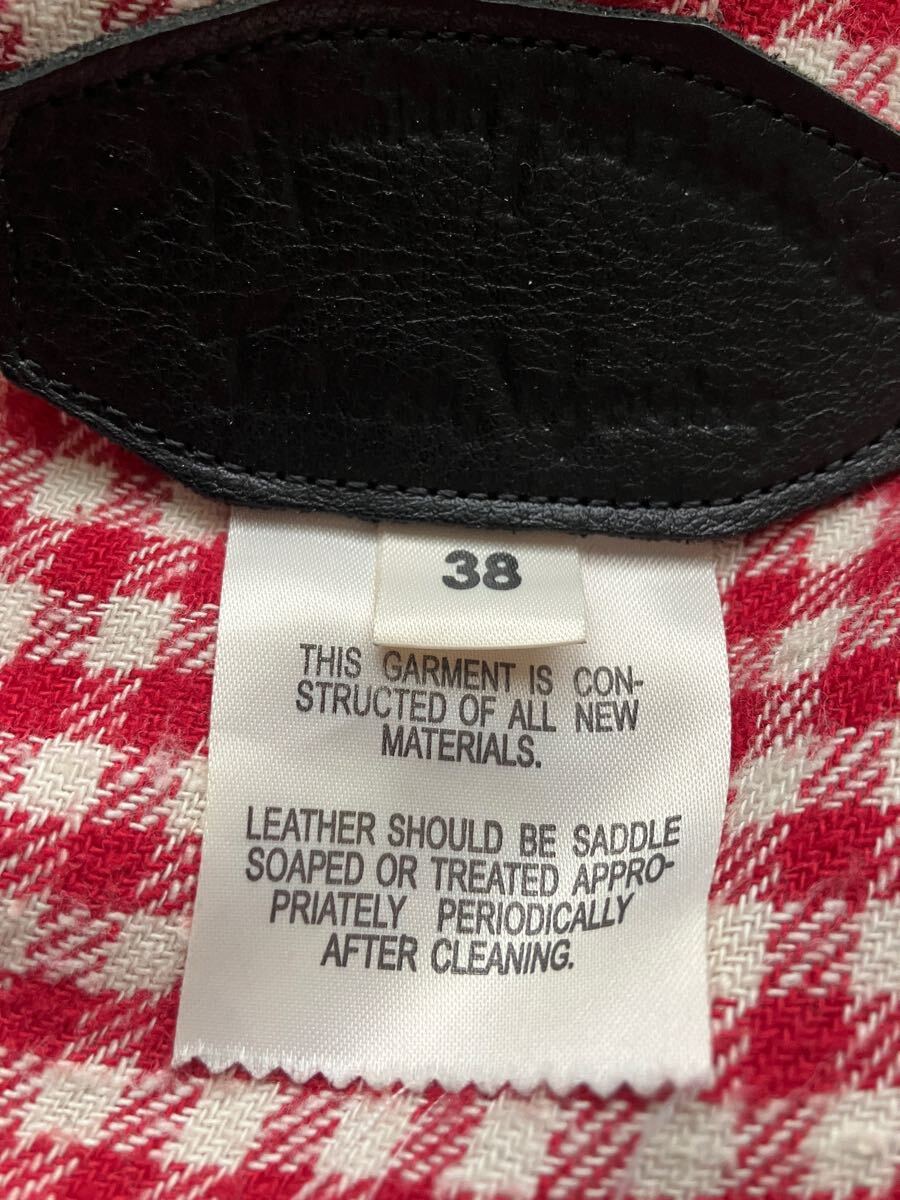 38
THIS GARMENT IS CON-
STRUCTED OF ALL NEW
MATERIALS.
LEATHER SHOULD BE SADDLE
SOAPED OR TREATED APPRO-
PRIATELY PERIODICALLY
AFTER CLEANING.